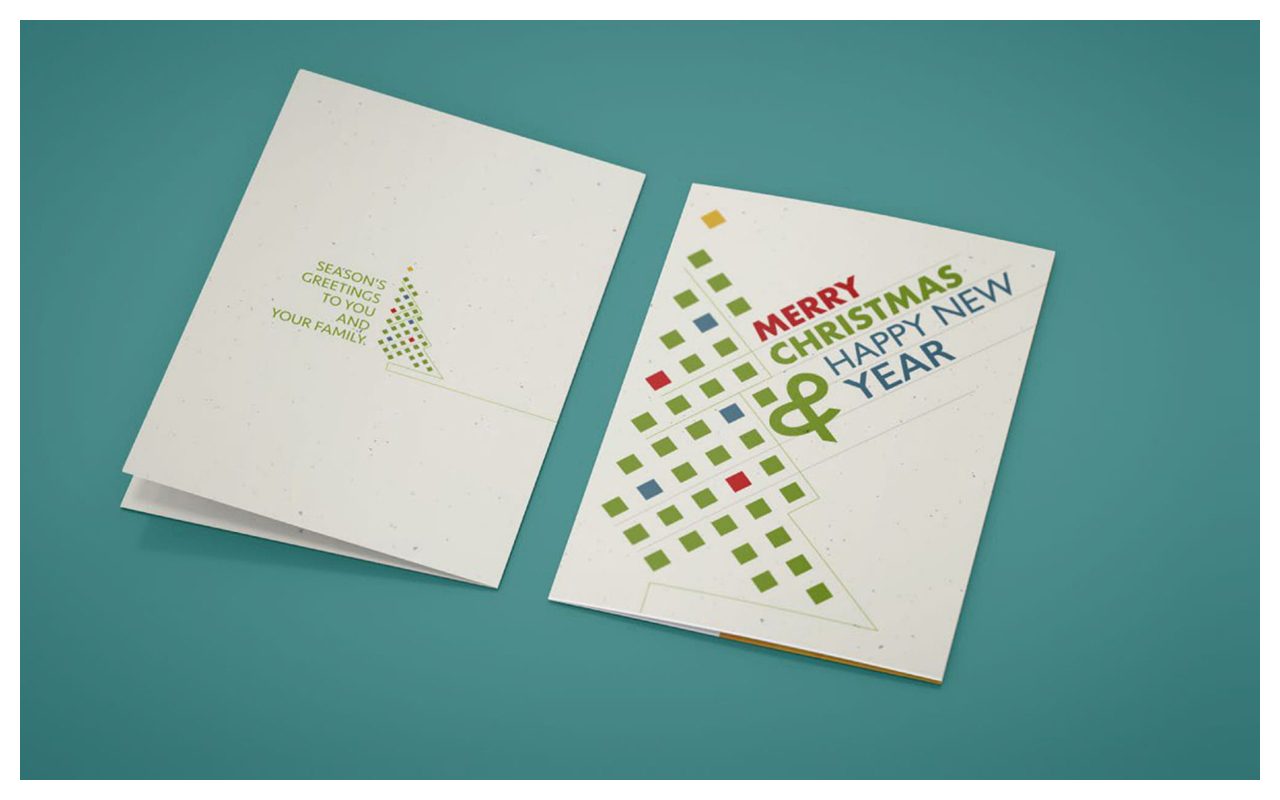 SEASON'S
GREETINGS
TO YOU
AND
YOUR FAMILY.
MERRY
CHRISTMAS
& HAPPY NEW
YEAR